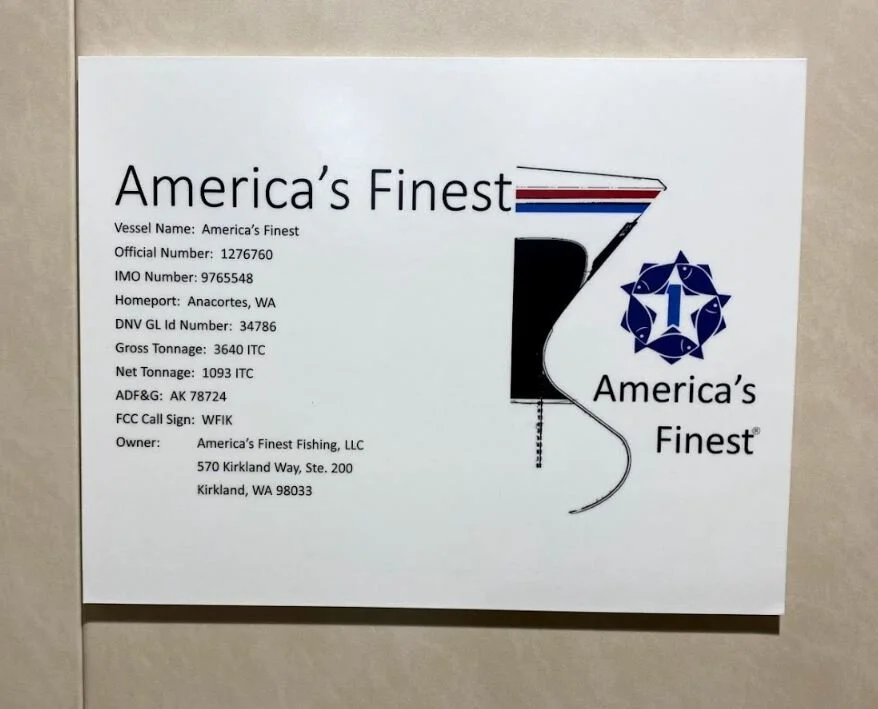 America's Finest
Vessel Name: America's Finest
Official Number: 1276760
IMO Number: 9765548
Homeport: Anacortes, WA
DNV GL Id Number: 34786
Gross Tonnage: 3640 ITC
Net Tonnage: 1093 ITC
ADF&G: AK 78724
FCC Call Sign: WFIK
Owner: America's Finest Fishing, LLC
570 Kirkland Way, Ste. 200
Kirkland, WA 98033
1
America's
Finest®